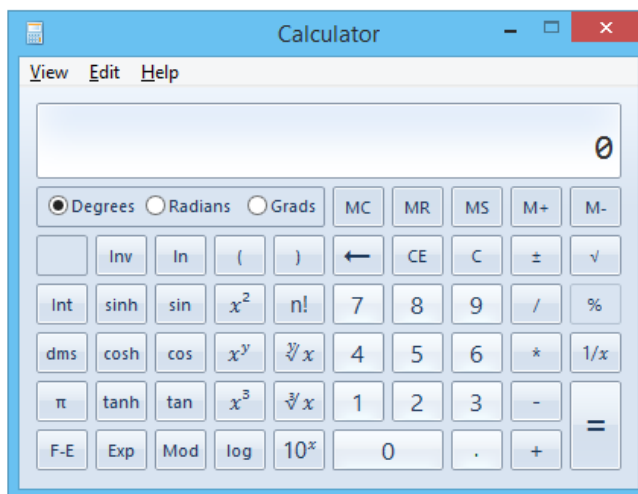 Calculator
View Edit Help
0
Degrees Radians Grads MC MR MS M+ M-
Inv ln ( ) ← CE C ± √
Int sinh sin x² n! 7 8 9 / %
dms cosh cos xʸ ʸ√x 4 5 6 * 1/x
π tanh tan x³ ³√x 1 2 3 - =
F-E Exp Mod log 10ˣ 0 . +